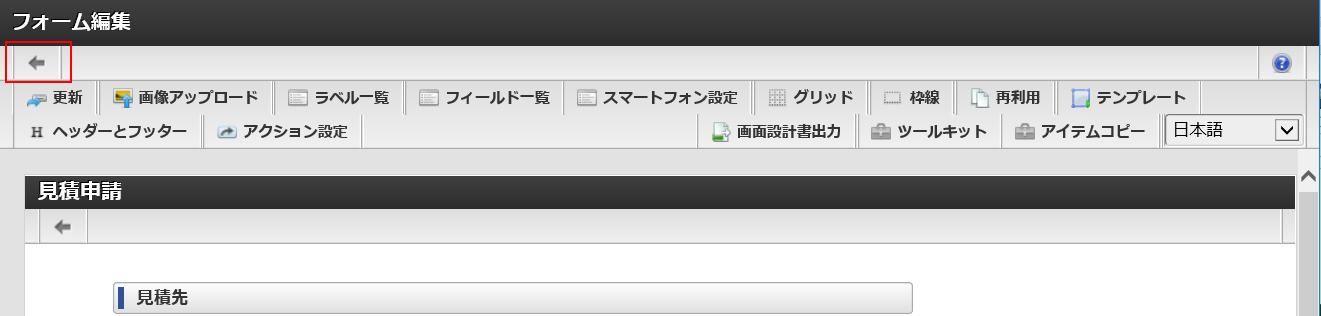 フォーム編集
更新 画像アップロード ラベル一覧 フィールド一覧 スマートフォン設定 グリッド 枠線 再利用 テンプレート
H ヘッダーとフッター アクション設定 画面設計書出力 ツールキット アイテムコピー 日本語
見積申請
見積先